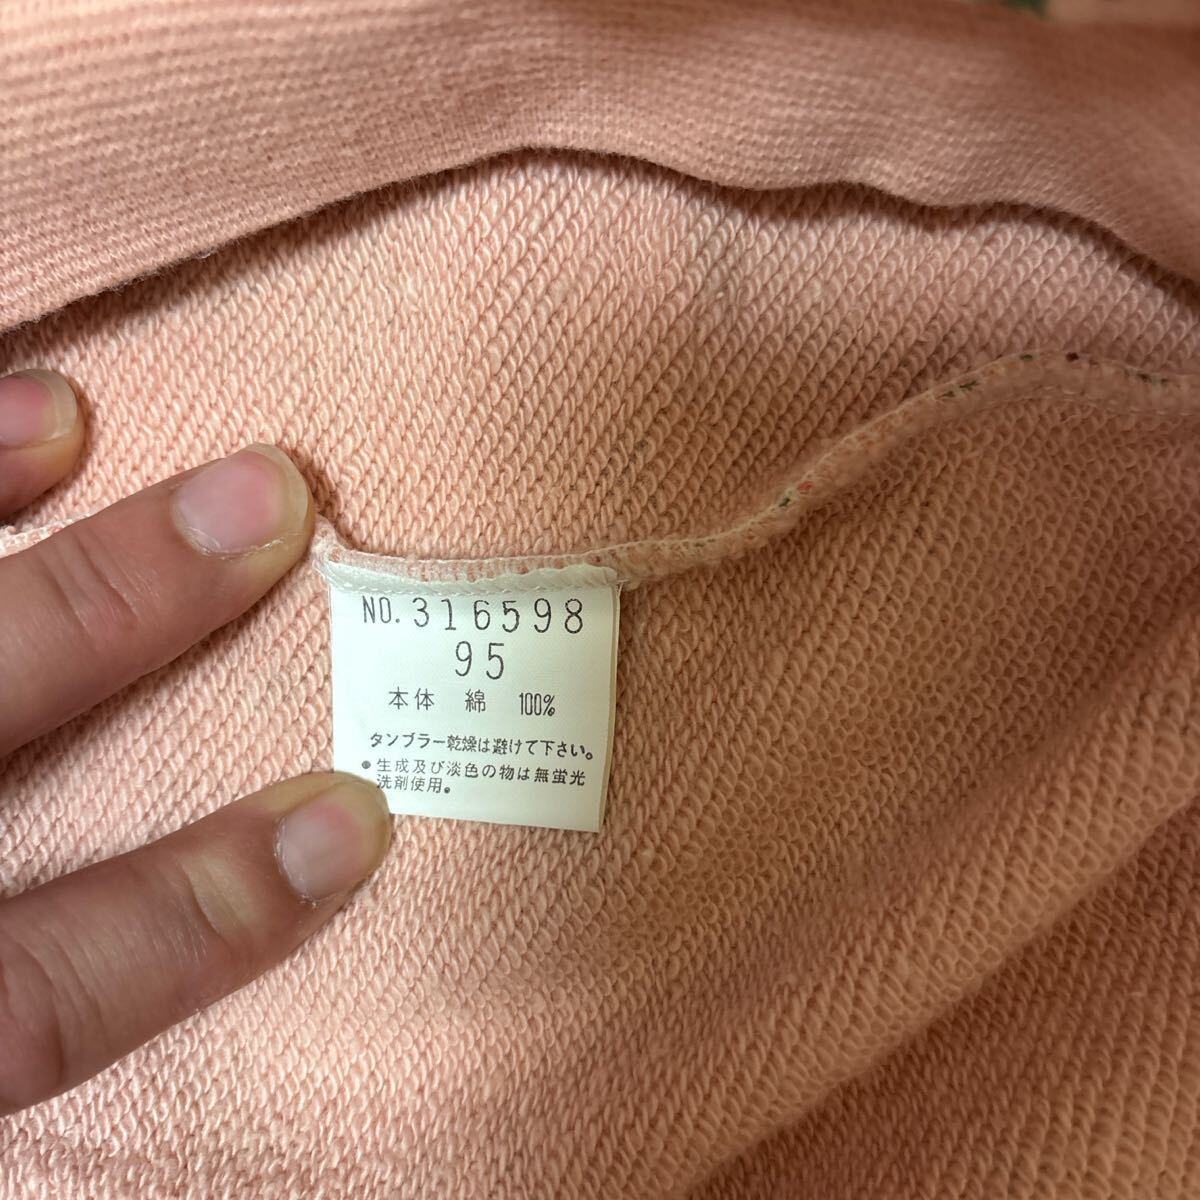 NO. 316598
95
本体 綿 100%
タンブラー乾燥は避けて下さい。
●生成及び淡色の物は無蛍光
洗剤使用。